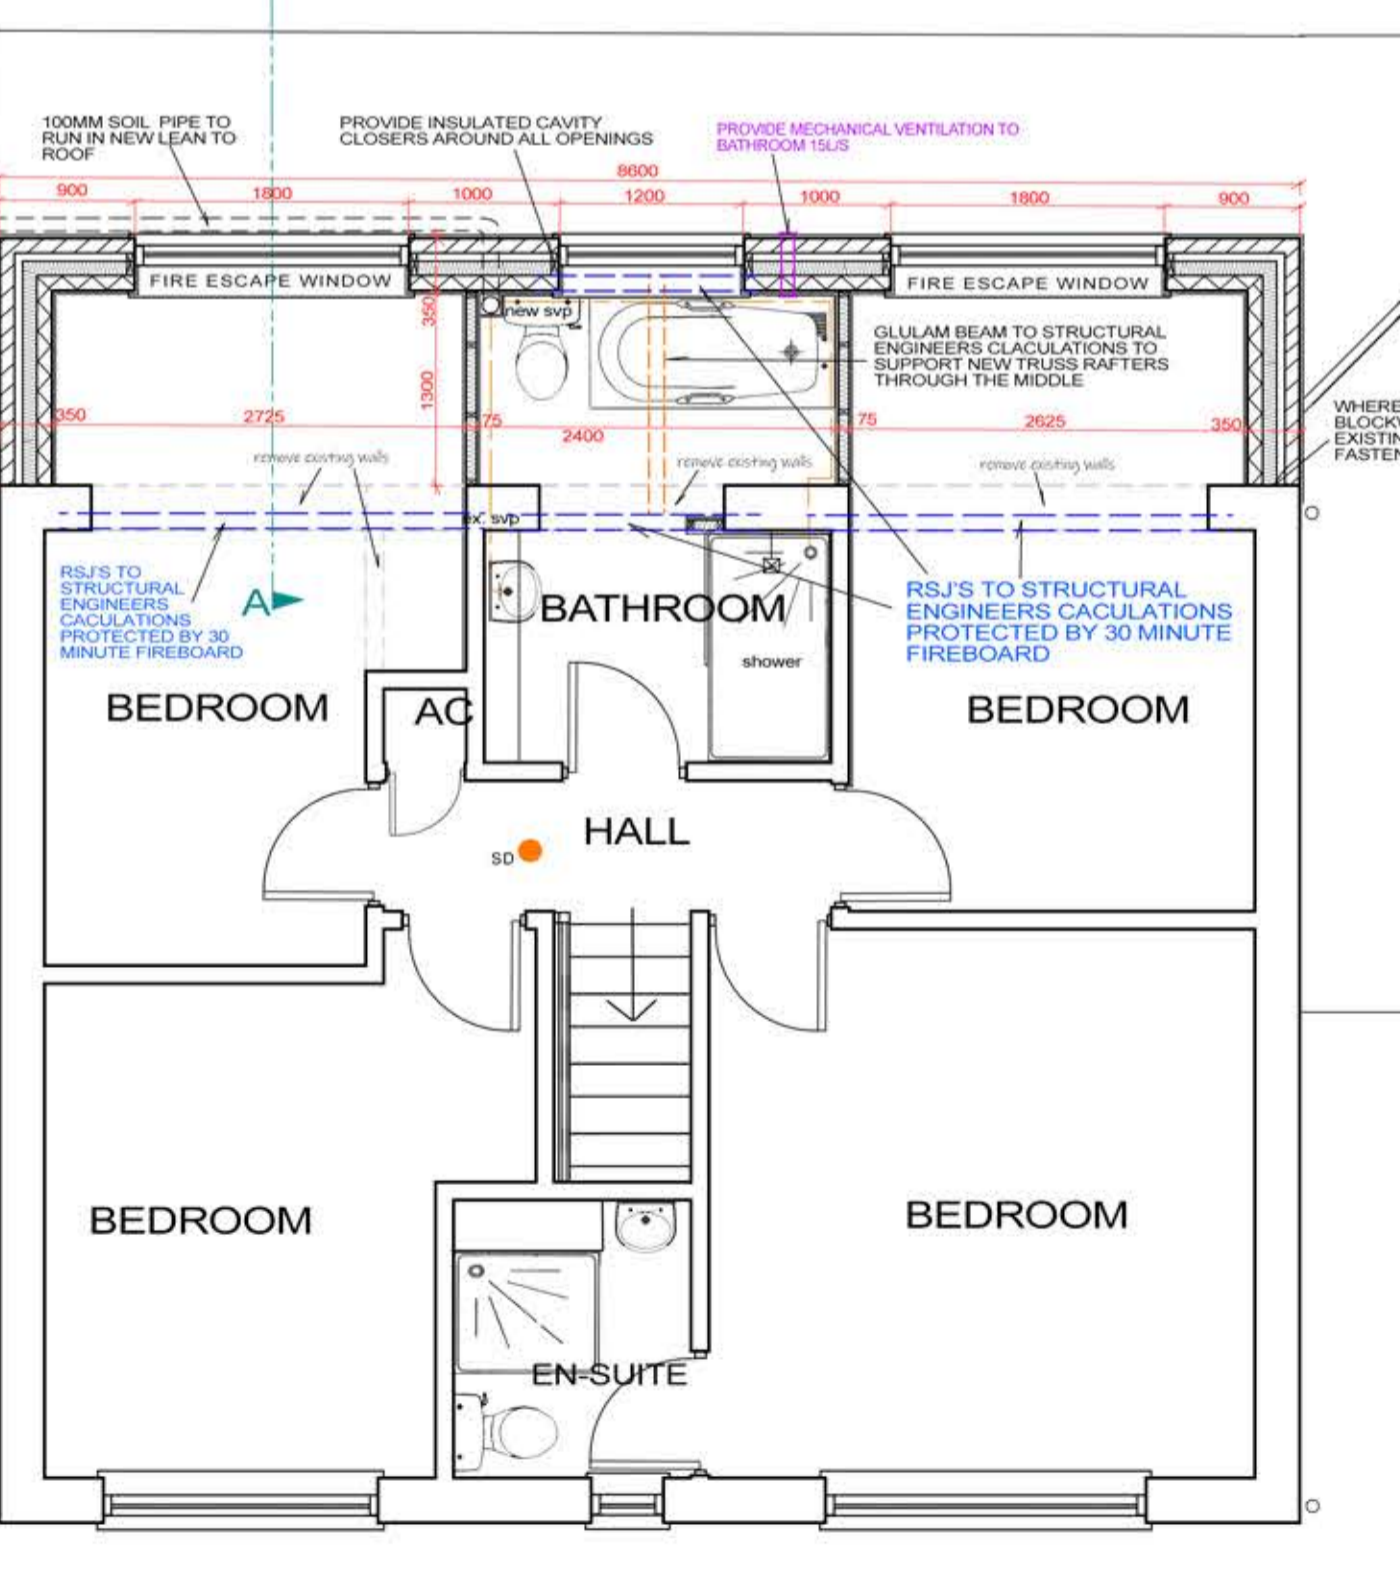 100MM SOIL PIPE TO
RUN IN NEW LEAN TO
ROOF
PROVIDE INSULATED CAVITY
CLOSERS AROUND ALL OPENINGS
PROVIDE MECHANICAL VENTILATION TO
BATHROOM 15L/S
8600
900
1800
1000
1200
1000
1800
900
FIRE ESCAPE WINDOW
FIRE ESCAPE WINDOW
350
new svp
GLULAM BEAM TO STRUCTURAL
ENGINEERS CLACULATIONS TO
SUPPORT NEW TRUSS RAFTERS
THROUGH THE MIDDLE
1300
350
2725
75
2400
75
2625
350
WHERE
BLOCKW
EXISTIN
FASTEN
remove existing walls
remove existing walls
remove existing walls
ex. svp
RSJ'S TO
STRUCTURAL
ENGINEERS
CACULATIONS
PROTECTED BY 30
MINUTE FIREBOARD
A
BATHROOM
RSJ'S TO STRUCTURAL
ENGINEERS CACULATIONS
PROTECTED BY 30 MINUTE
FIREBOARD
shower
BEDROOM
AC
BEDROOM
HALL
SD
BEDROOM
BEDROOM
EN-SUITE